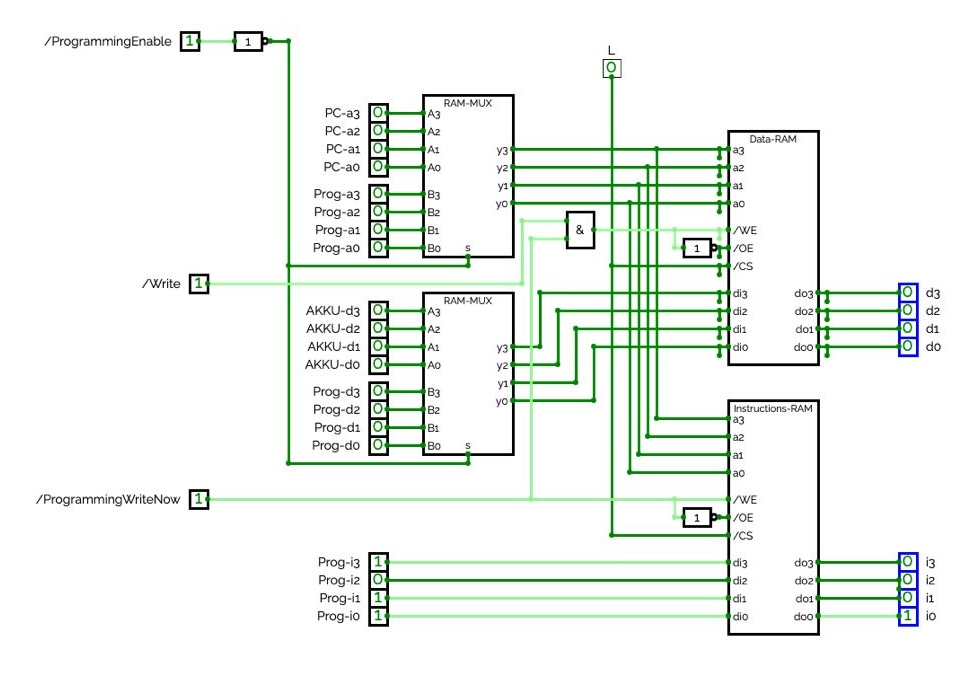 /ProgrammingEnable 1 1
L
0
RAM-MUX
PC-a3 0 A3
PC-a2 0 A2
PC-a1 0 A1
PC-a0 0 A0
Prog-a3 0 B3
Prog-a2 0 B2
Prog-a1 0 B1
Prog-a0 0 B0
y3
y2
y1
y0
s
&
Data-RAM
a3
a2
a1
a0
/WE
1 /OE
/CS
di3 do3 0 d3
di2 do2 0 d2
di1 do1 0 d1
di0 do0 0 d0
/Write 1
RAM-MUX
AKKU-d3 0 A3
AKKU-d2 0 A2
AKKU-d1 0 A1
AKKU-d0 0 A0
Prog-d3 0 B3
Prog-d2 0 B2
Prog-d1 0 B1
Prog-d0 0 B0
y3
y2
y1
y0
s
/ProgrammingWriteNow 1
Instructions-RAM
a3
a2
a1
a0
/WE
1 /OE
/CS
Prog-i3 1 di3 do3 0 i3
Prog-i2 0 di2 do2 0 i2
Prog-i1 1 di1 do1 0 i1
Prog-i0 1 di0 do0 1 i0